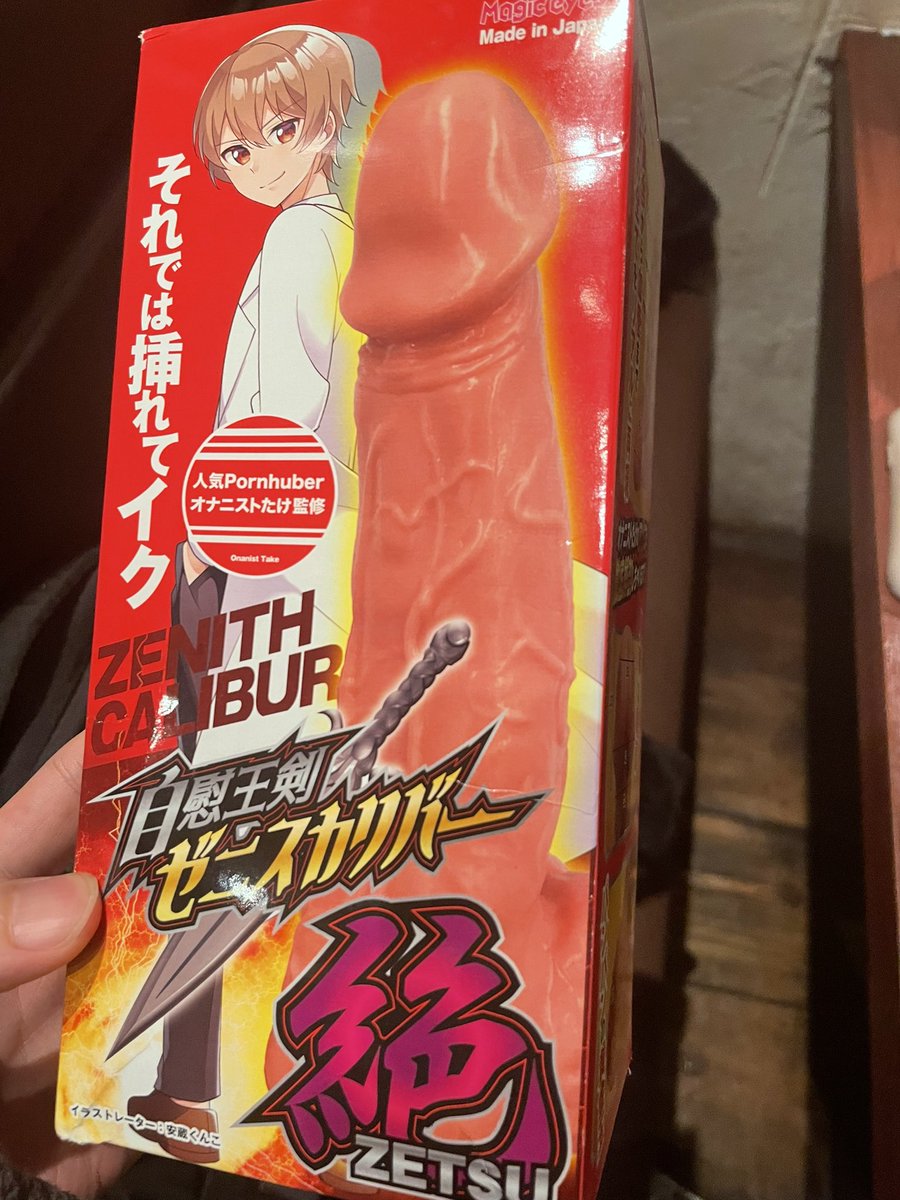 Magic eyes
Made in Japan
それでは挿れてイク
人気Pornhuber
オナニストたけ監修
Onanist Take
ZENITH
CALIBUR
自慰王剣
ゼニスカリバー
絶
ZETSU
イラストレーター：安蔵くんこ